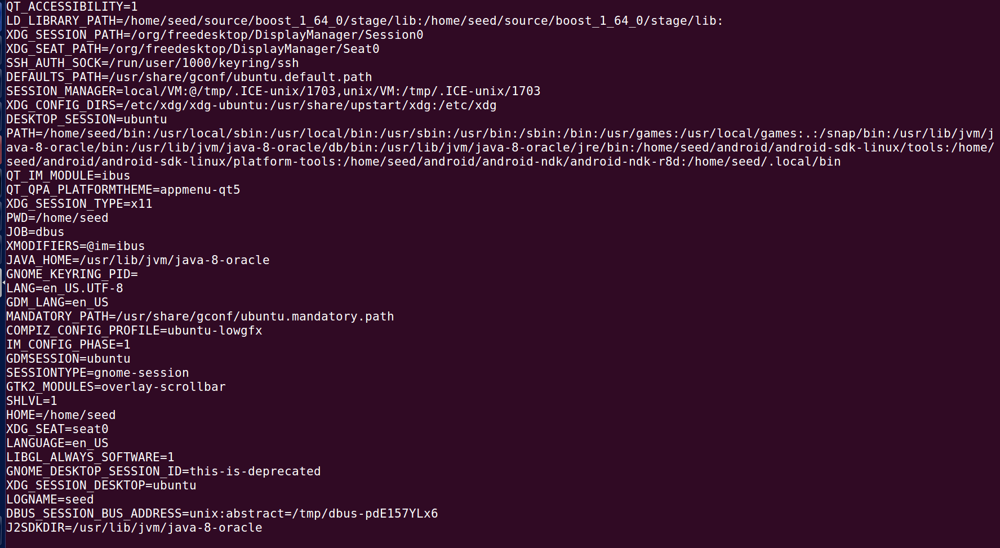 QT_ACCESSIBILITY=1
LD_LIBRARY_PATH=/home/seed/source/boost_1_64_0/stage/lib:/home/seed/source/boost_1_64_0/stage/lib:
XDG_SESSION_PATH=/org/freedesktop/DisplayManager/Session0
XDG_SEAT_PATH=/org/freedesktop/DisplayManager/Seat0
SSH_AUTH_SOCK=/run/user/1000/keyring/ssh
DEFAULTS_PATH=/usr/share/gconf/ubuntu.default.path
SESSION_MANAGER=local/VM:@/tmp/.ICE-unix/1703,unix/VM:/tmp/.ICE-unix/1703
XDG_CONFIG_DIRS=/etc/xdg/xdg-ubuntu:/usr/share/upstart/xdg:/etc/xdg
DESKTOP_SESSION=ubuntu
PATH=/home/seed/bin:/usr/local/sbin:/usr/local/bin:/usr/sbin:/usr/bin:/sbin:/bin:/usr/games:/usr/local/games:.:/snap/bin:/usr/lib/jvm/j
ava-8-oracle/bin:/usr/lib/jvm/java-8-oracle/db/bin:/usr/lib/jvm/java-8-oracle/jre/bin:/home/seed/android/android-sdk-linux/tools:/home/
seed/android/android-sdk-linux/platform-tools:/home/seed/android/android-ndk/android-ndk-r8d:/home/seed/.local/bin
QT_IM_MODULE=ibus
QT_QPA_PLATFORMTHEME=appmenu-qt5
XDG_SESSION_TYPE=x11
PWD=/home/seed
JOB=dbus
XMODIFIERS=@im=ibus
JAVA_HOME=/usr/lib/jvm/java-8-oracle
GNOME_KEYRING_PID=
LANG=en_US.UTF-8
GDM_LANG=en_US
MANDATORY_PATH=/usr/share/gconf/ubuntu.mandatory.path
COMPIZ_CONFIG_PROFILE=ubuntu-lowgfx
IM_CONFIG_PHASE=1
GDMSESSION=ubuntu
SESSIONTYPE=gnome-session
GTK2_MODULES=overlay-scrollbar
SHLVL=1
HOME=/home/seed
XDG_SEAT=seat0
LANGUAGE=en_US
LIBGL_ALWAYS_SOFTWARE=1
GNOME_DESKTOP_SESSION_ID=this-is-deprecated
XDG_SESSION_DESKTOP=ubuntu
LOGNAME=seed
DBUS_SESSION_BUS_ADDRESS=unix:abstract=/tmp/dbus-pdE157YLx6
J2SDKDIR=/usr/lib/jvm/java-8-oracle